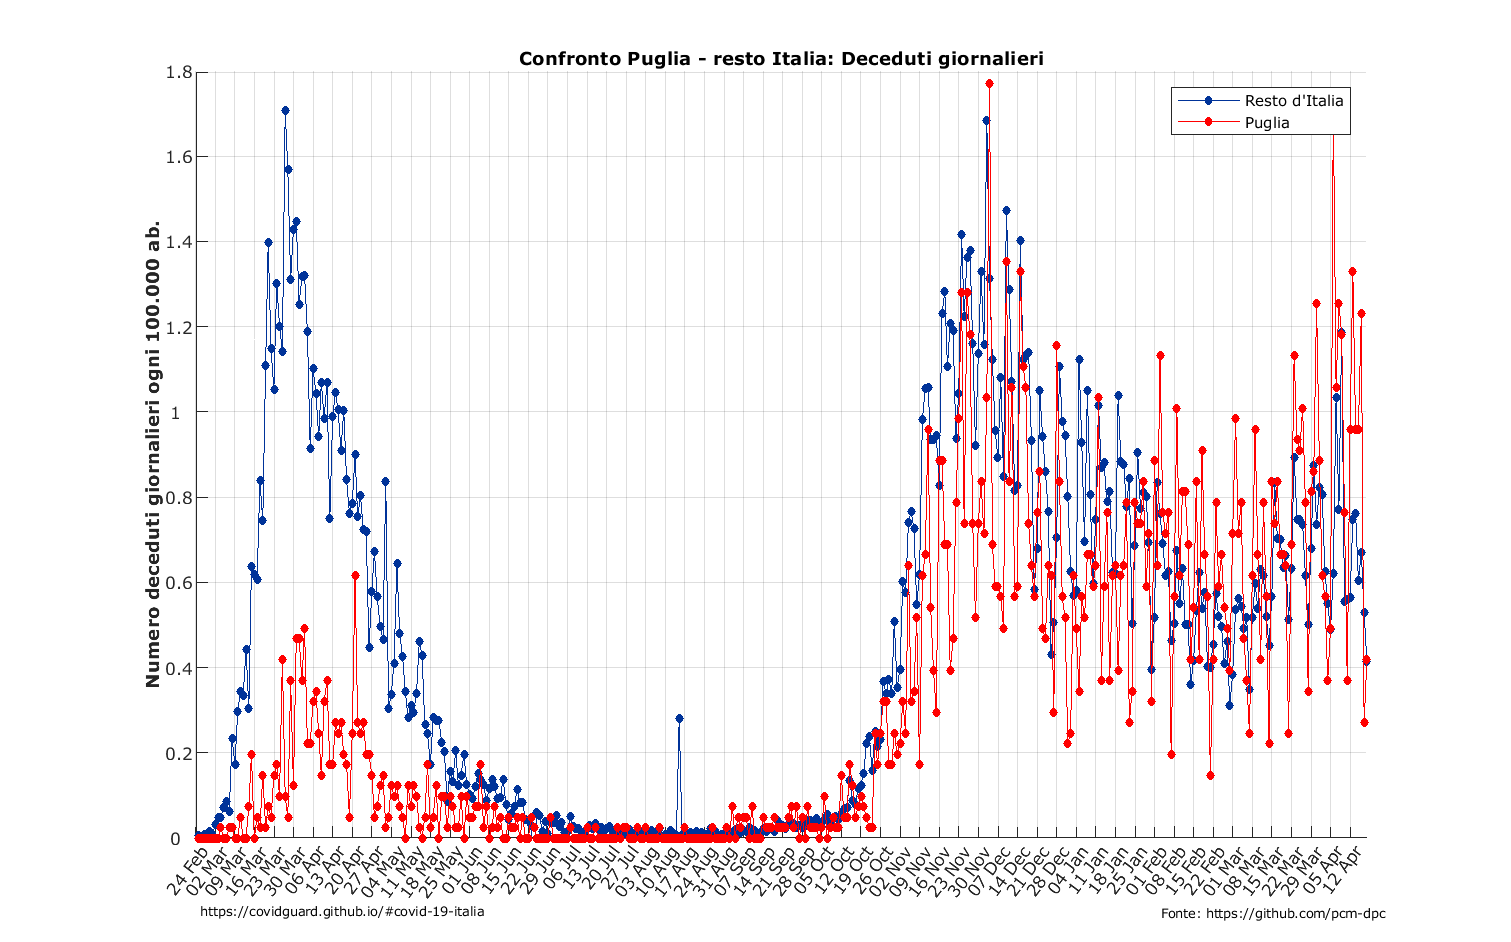 Confronto Puglia - resto Italia: Deceduti giornalieri
Numero deceduti giornalieri ogni 100.000 ab.
1.8
1.6
1.4
1.2
1
0.8
0.6
0.4
0.2
0
Resto d'Italia
Puglia
24 Feb
02 Mar
09 Mar
16 Mar
23 Mar
30 Mar
06 Apr
13 Apr
20 Apr
27 Apr
04 May
11 May
18 May
25 May
01 Jun
08 Jun
15 Jun
22 Jun
29 Jun
06 Jul
13 Jul
20 Jul
27 Jul
03 Aug
10 Aug
17 Aug
24 Aug
31 Aug
07 Sep
14 Sep
21 Sep
28 Sep
05 Oct
12 Oct
19 Oct
26 Oct
02 Nov
09 Nov
16 Nov
23 Nov
30 Nov
07 Dec
14 Dec
21 Dec
28 Dec
04 Jan
11 Jan
18 Jan
25 Jan
01 Feb
08 Feb
15 Feb
22 Feb
01 Mar
08 Mar
15 Mar
22 Mar
29 Mar
05 Apr
12 Apr
https://covidguard.github.io/#covid-19-italia
Fonte: https://github.com/pcm-dpc